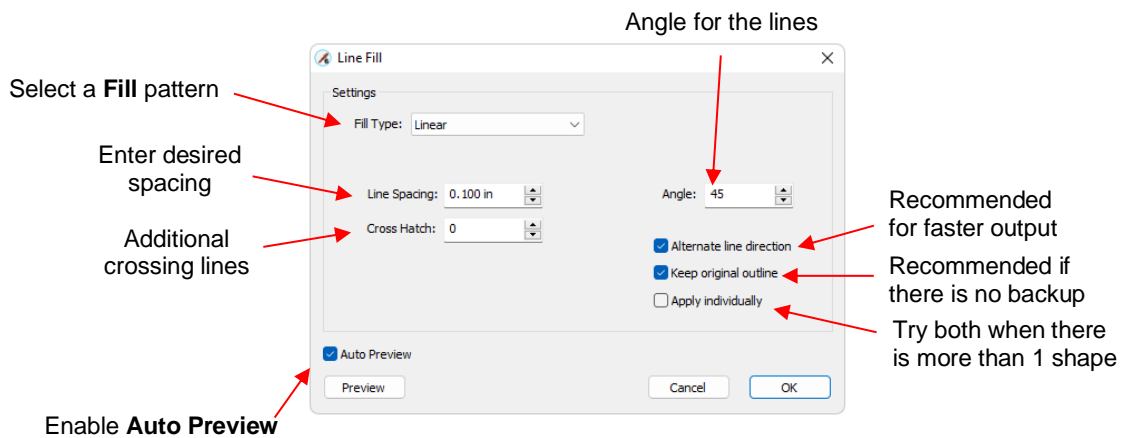 Angle for the lines
Line Fill
Select a Fill pattern
Settings
Fill Type: Linear
Enter desired
spacing
Line Spacing: 0.100 in
Angle: 45
Additional
crossing lines
Cross Hatch: 0
Alternate line direction
Recommended
for faster output
Keep original outline
Recommended if
there is no backup
Apply individually
Try both when there
is more than 1 shape
Auto Preview
Preview
Cancel
OK
Enable Auto Preview